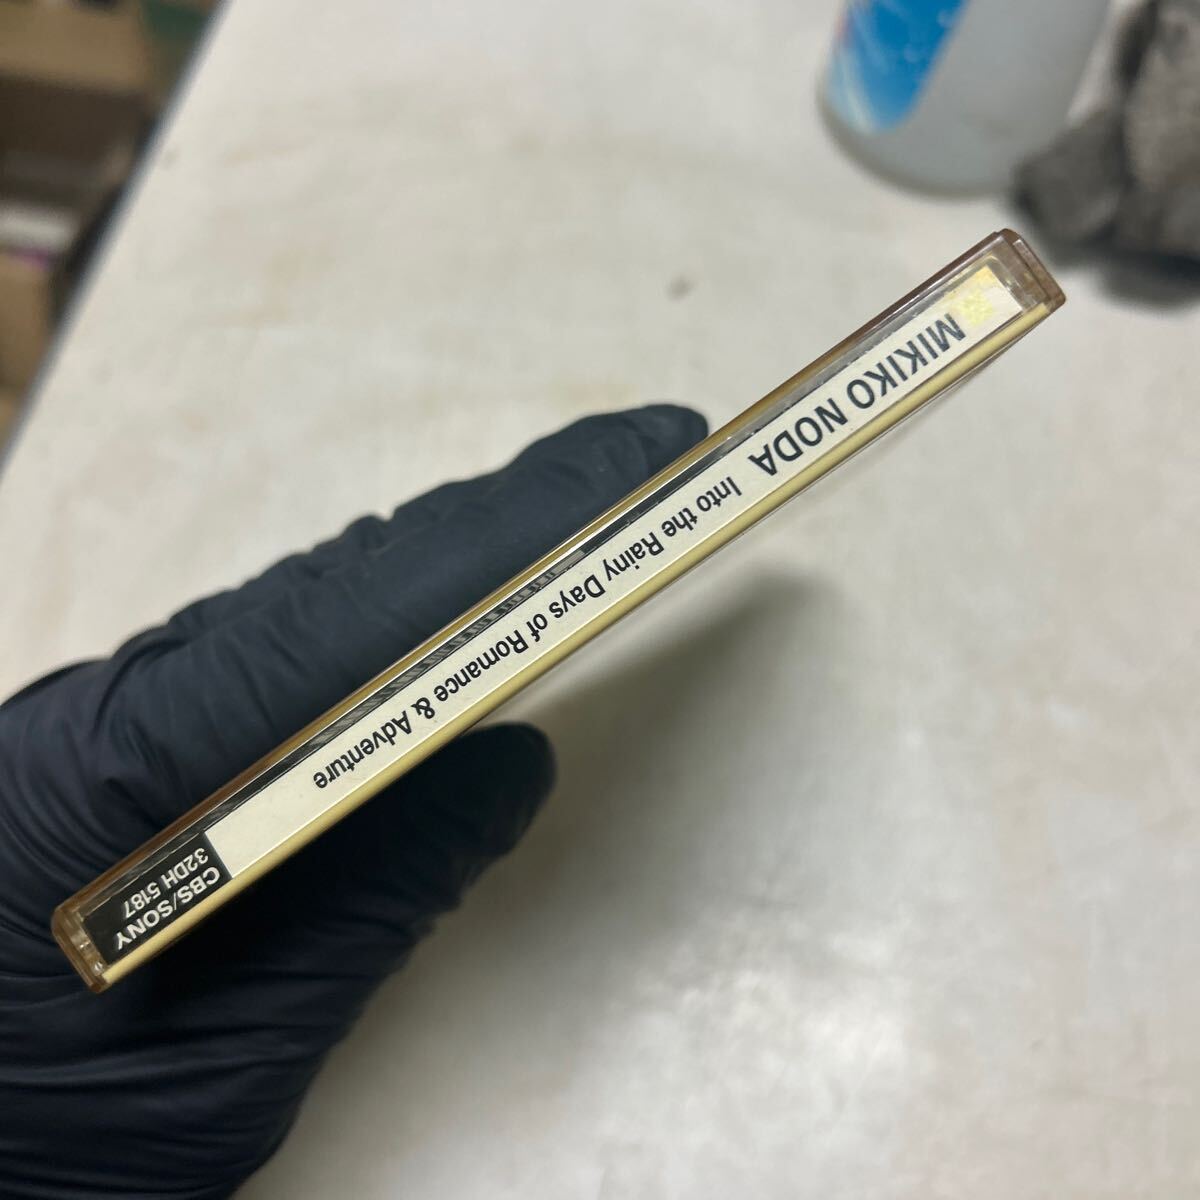 MIKIKO NODA Into the Rainy Days of Romance & Adventure
CBS/SONY
32DH 5187